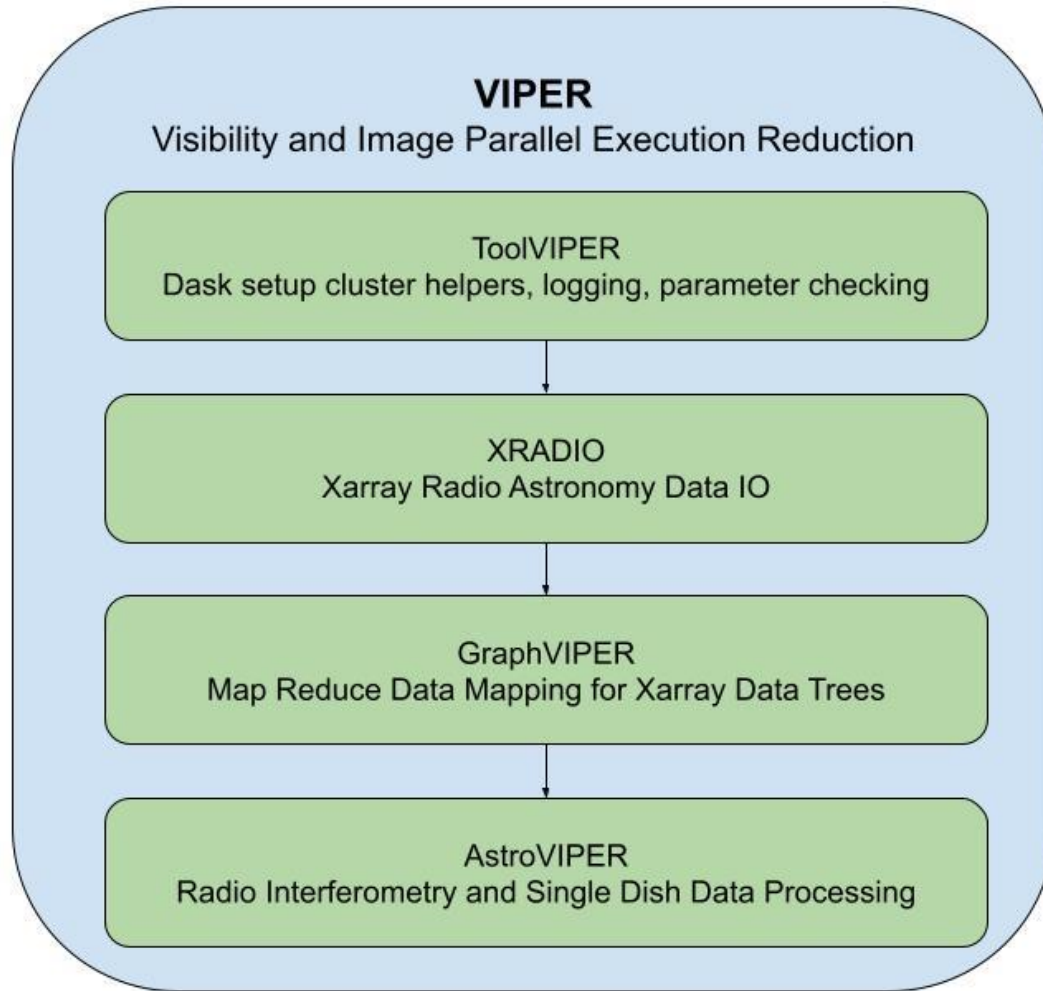 VIPER
Visibility and Image Parallel Execution Reduction
ToolVIPER
Dask setup cluster helpers, logging, parameter checking
XRADIO
Xarray Radio Astronomy Data IO
GraphVIPER
Map Reduce Data Mapping for Xarray Data Trees
AstroVIPER
Radio Interferometry and Single Dish Data Processing